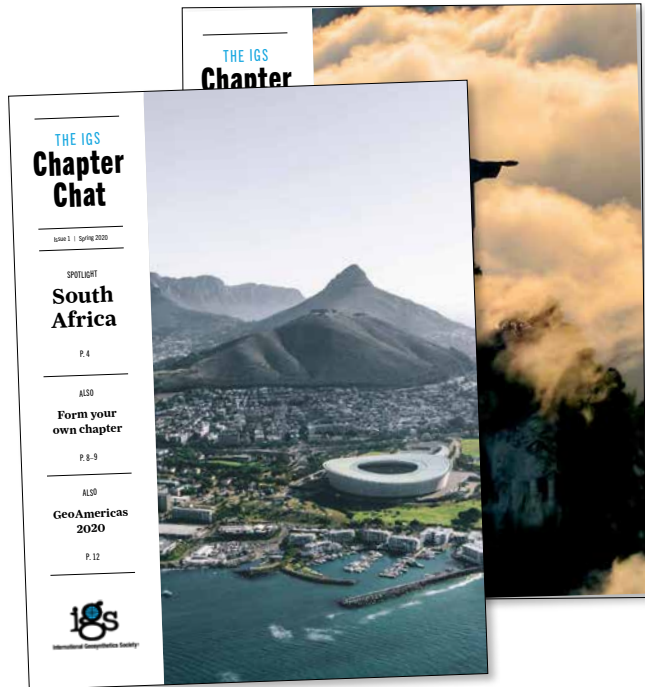 THE IGS
Chapter
THE IGS
Chapter
Chat
Issue 1 | Spring 2020
SPOTLIGHT
South
Africa
P. 4
ALSO
Form your
own chapter
P. 8–9
ALSO
GeoAmericas
2020
P. 12
igs
International Geosynthetics Society